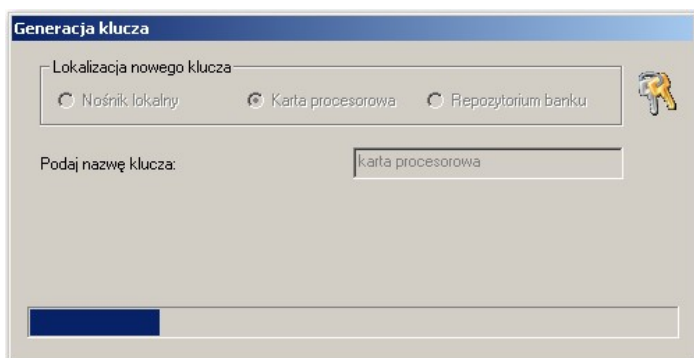 Generacja klucza
Lokalizacja nowego klucza
Nośnik lokalny Karta procesorowa Repozytorium banku
Podaj nazwę klucza: karta procesorowa